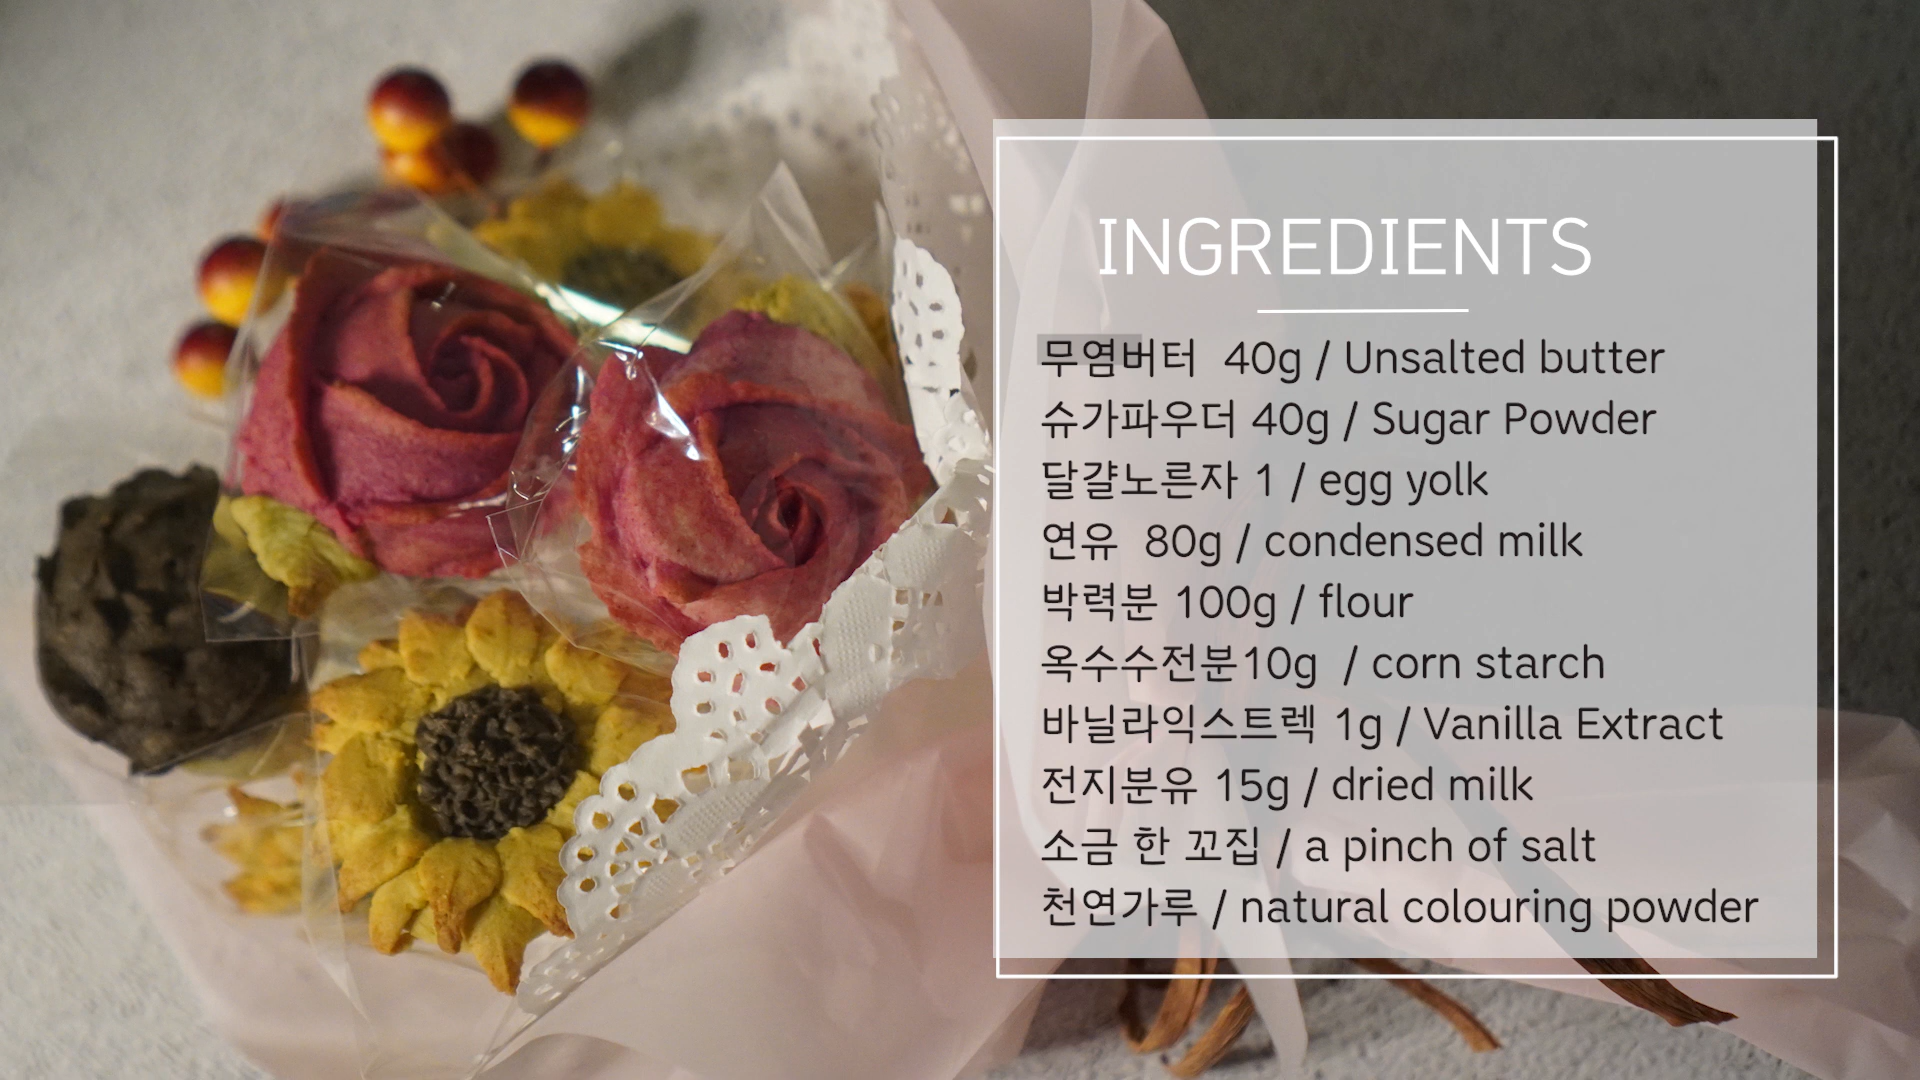 INGREDIENTS
무염버터 40g / Unsalted butter
슈가파우더 40g / Sugar Powder
달걀노른자 1 / egg yolk
연유 80g / condensed milk
박력분 100g / flour
옥수수전분10g / corn starch
바닐라익스트렉 1g / Vanilla Extract
전지분유 15g / dried milk
소금 한 꼬집 / a pinch of salt
천연가루 / natural colouring powder